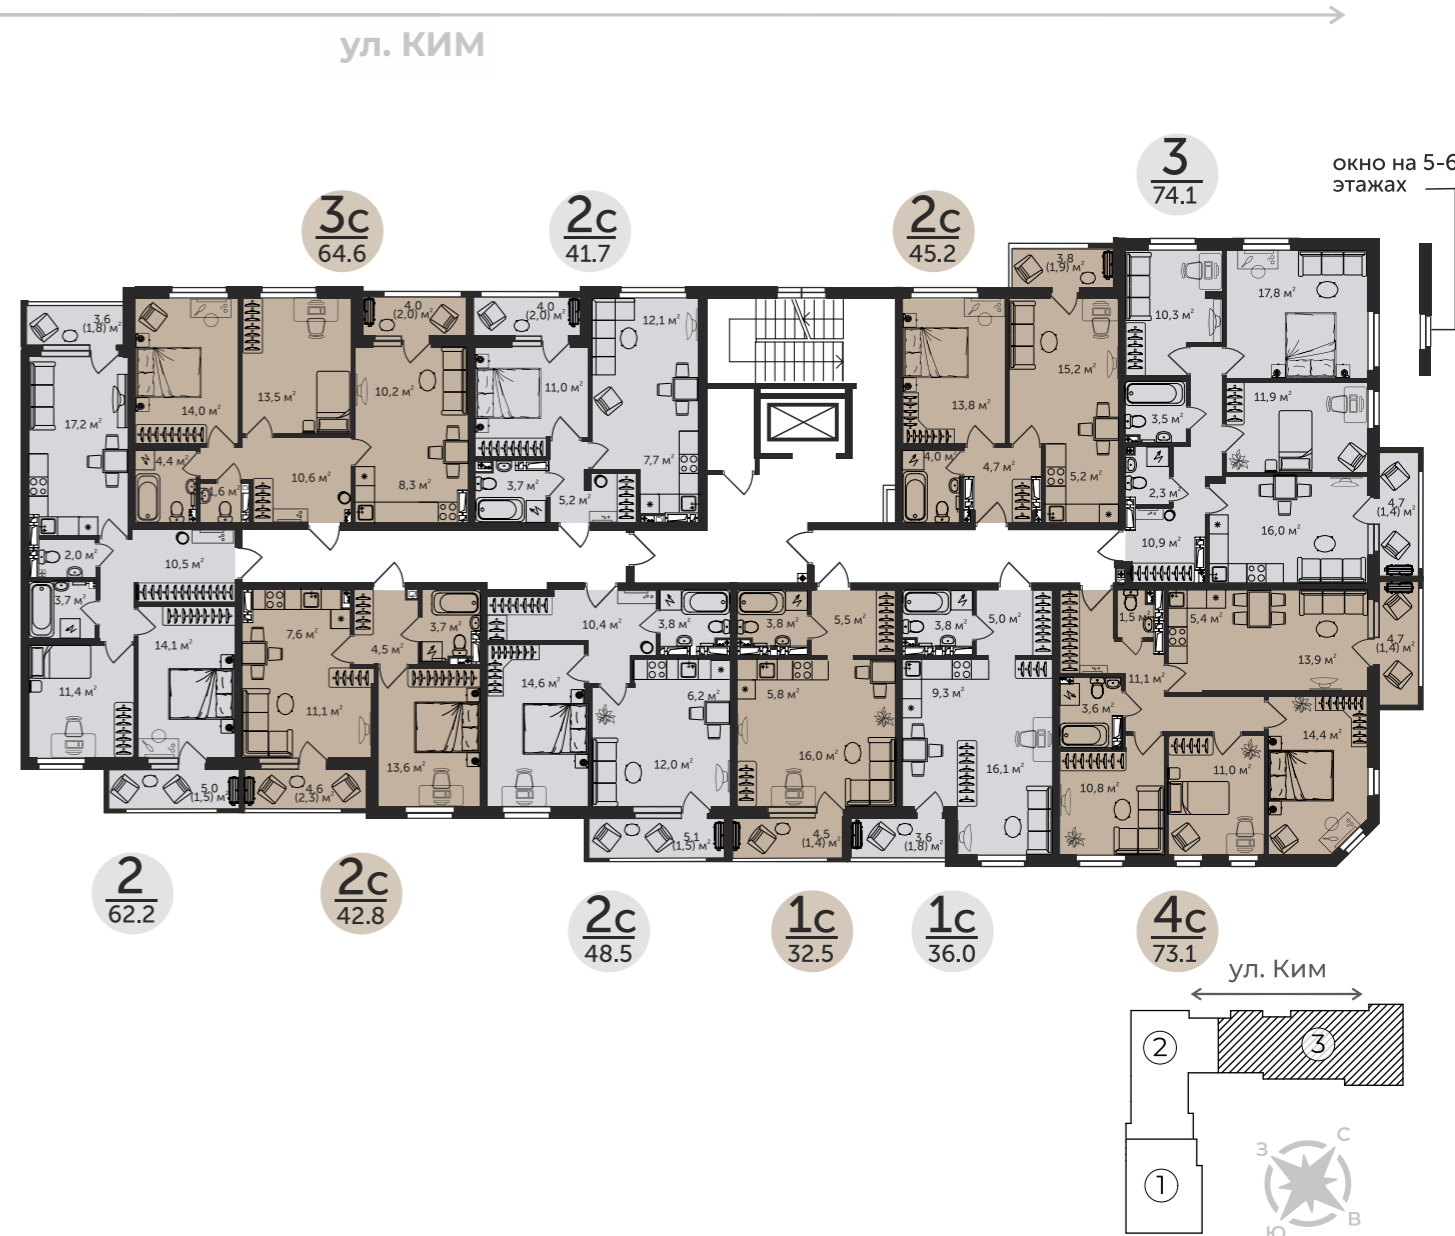 ул. КИМ
3
74.1
окно на 5-6
этажах
3с
64.6
2с
41.7
2с
45.2
3.6
(1,8) м²
14,0 м²
13,5 м²
4.0
(2,0) м²
10,2 м²
4.0
(2,0) м²
11,0 м²
12,1 м²
13,8 м²
3.8
(1,9) м²
15,2 м²
10,3 м²
17,8 м²
11,9 м²
17,2 м²
4,4 м²
1,6 м²
10,6 м²
8,3 м²
3,7 м²
5,2 м²
7,7 м²
4,0 м²
4,7 м²
5,2 м²
3,5 м²
2,3 м²
10,9 м²
16,0 м²
4.7
(1,4) м²
2,0 м²
10,5 м²
3,7 м²
14,1 м²
11,4 м²
5.0
(1,5) м²
7,6 м²
4,5 м²
3,7 м²
11,1 м²
13,6 м²
4.6
(2,3) м²
10,4 м²
3,8 м²
14,6 м²
6,2 м²
12,0 м²
5.1
(1,5) м²
3,8 м²
5,5 м²
5,8 м²
16,0 м²
4.5
(1,4) м²
3,8 м²
5,0 м²
9,3 м²
16,1 м²
3.6
(1,8) м²
1,5 м²
5,4 м²
13,9 м²
4.7
(1,4) м²
11,1 м²
3,6 м²
10,8 м²
11,0 м²
14,4 м²
2
62.2
2с
42.8
2с
48.5
1с
32.5
1с
36.0
4с
73.1
ул. Ким
2
3
1
С
З
В
Ю